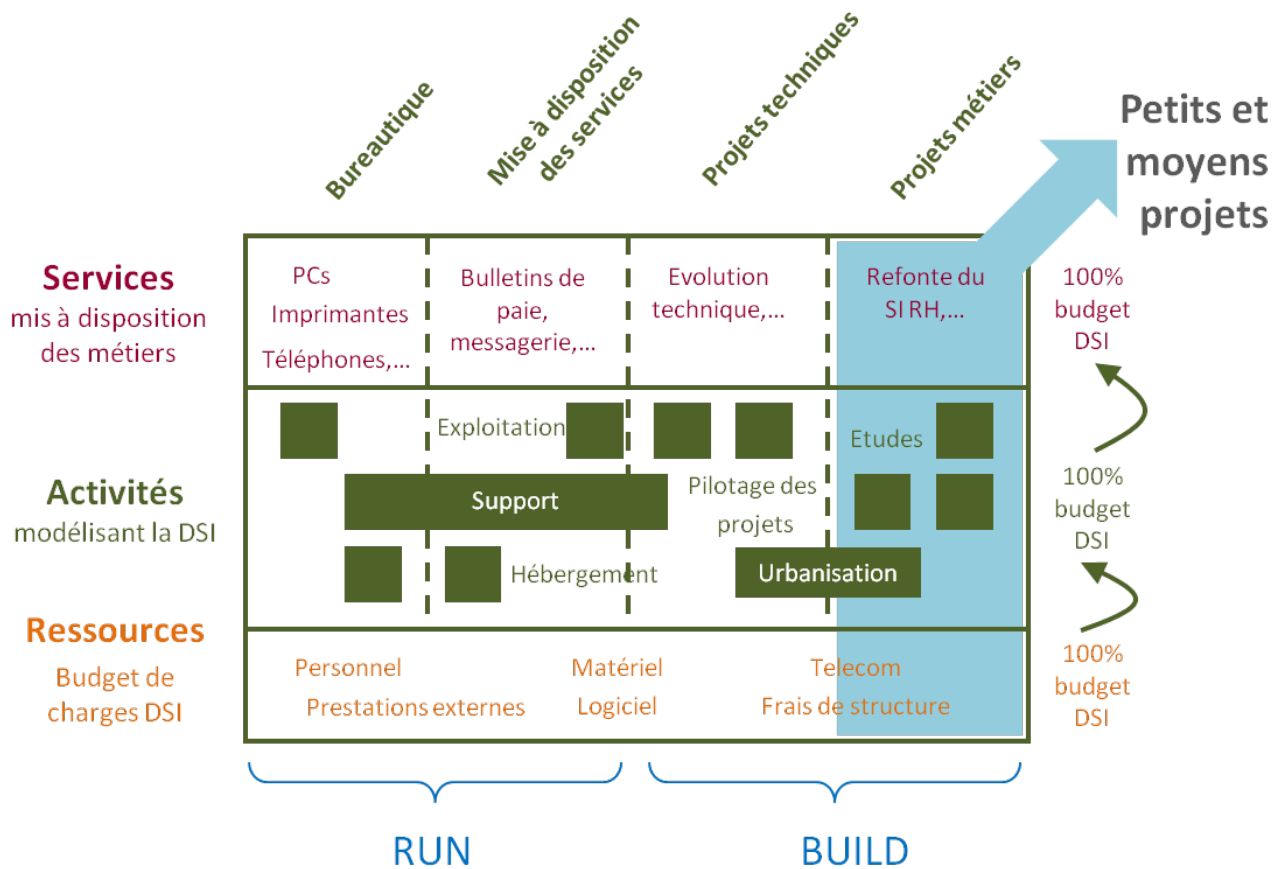 Bureautique
Mise à disposition
des services
Projets techniques
Projets métiers
Petits et
moyens
projets
Services
mis à disposition
des métiers
PCs
Imprimantes
Téléphones,...
Bulletins de
paie,
messagerie,...
Evolution
technique,...
Refonte du
SI RH,...
100%
budget
DSI
Activités
modélisant la DSI
Exploitation
Etudes
Support
Pilotage des
projets
Hébergement
Urbanisation
100%
budget
DSI
Ressources
Budget de
charges DSI
Personnel
Matériel
Telecom
Prestations externes
Logiciel
Frais de structure
100%
budget
DSI
RUN
BUILD